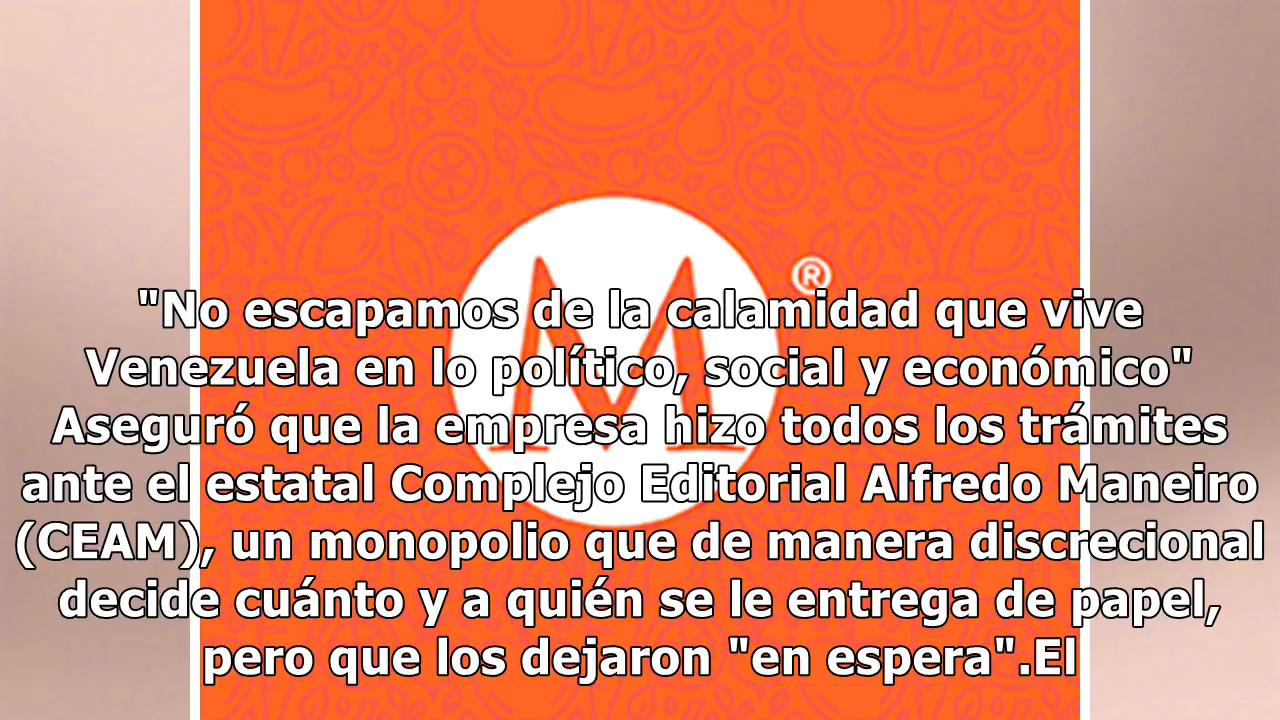 ®
M
"No escapamos de la calamidad que vive
Venezuela en lo político, social y económico"
Aseguró que la empresa hizo todos los trámites
ante el estatal Complejo Editorial Alfredo Maneiro
(CEAM), un monopolio que de manera discrecional
decide cuánto y a quién se le entrega de papel,
pero que los dejaron "en espera".El